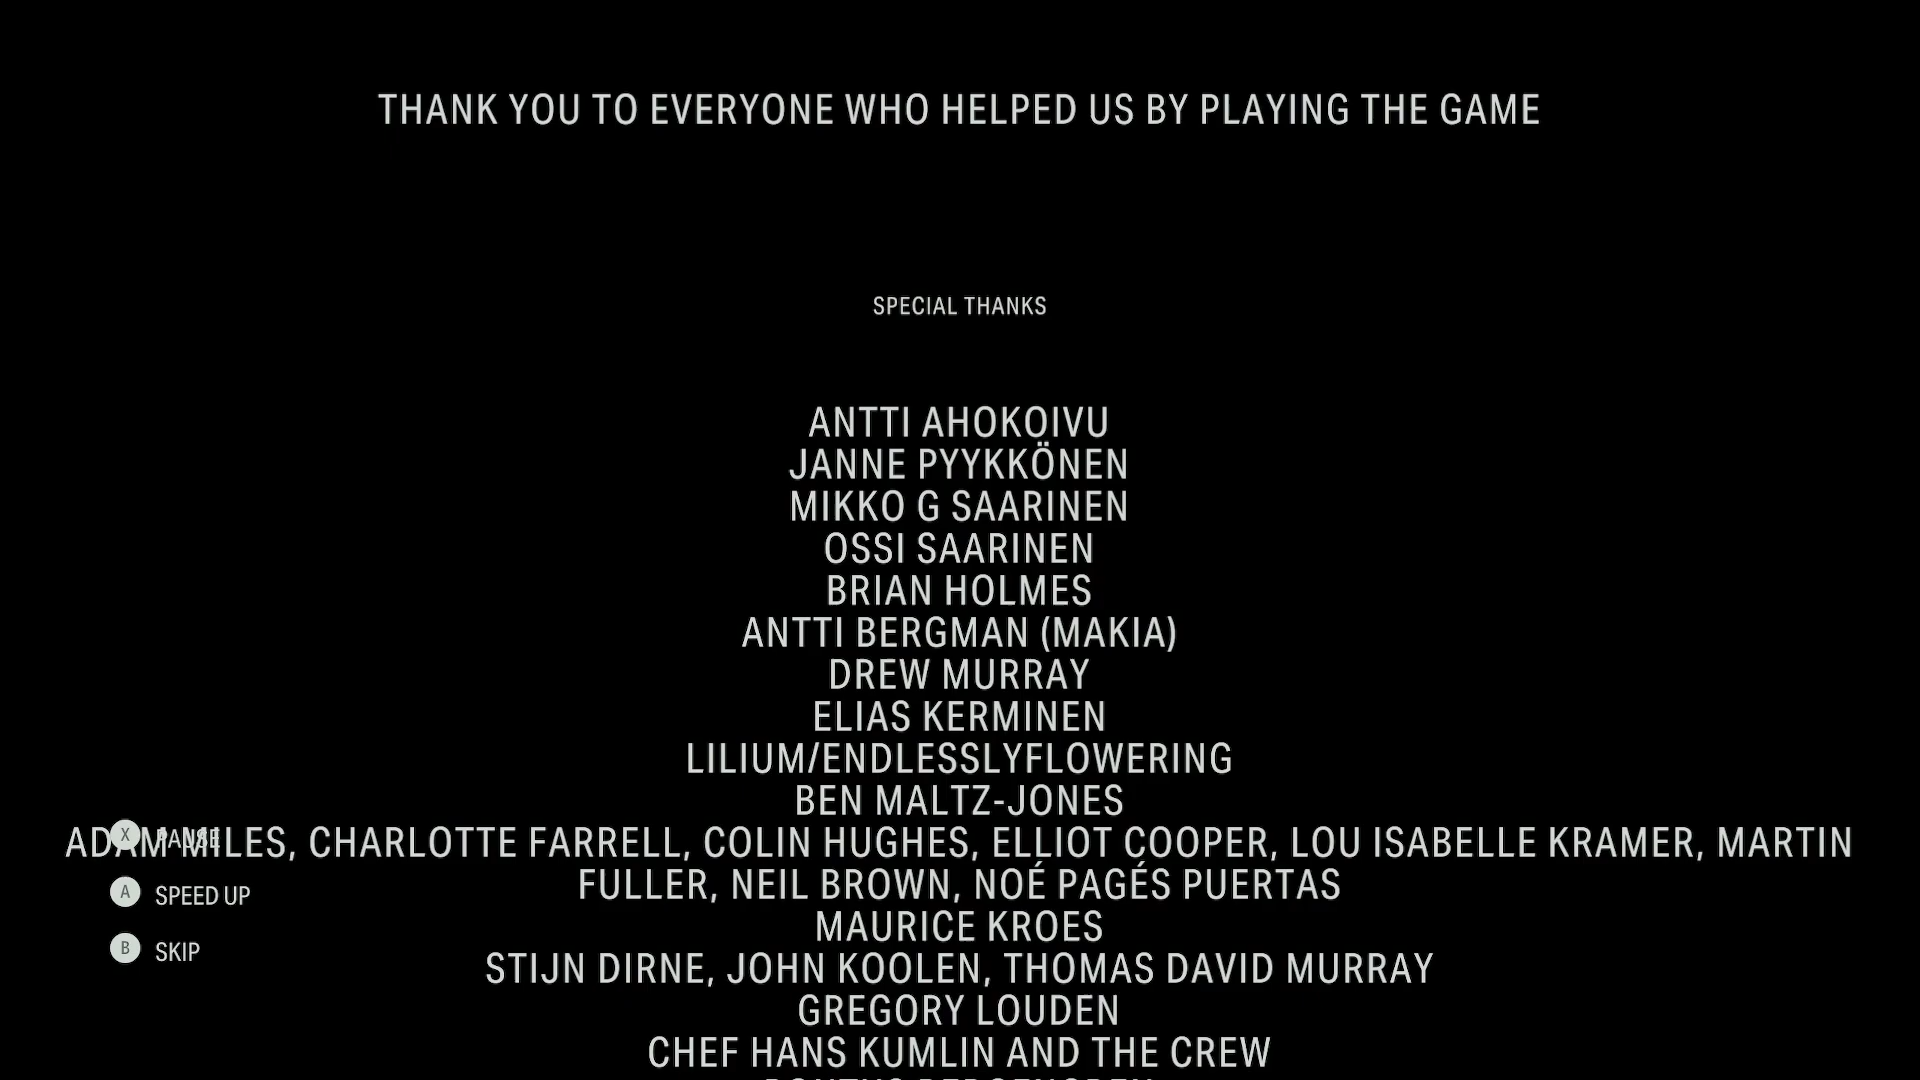 THANK YOU TO EVERYONE WHO HELPED US BY PLAYING THE GAME
SPECIAL THANKS
ANTTI AHOKOIVU
JANNE PYYKKÖNEN
MIKKO G SAARINEN
OSSI SAARINEN
BRIAN HOLMES
ANTTI BERGMAN (MAKIA)
DREW MURRAY
ELIAS KERMINEN
LILIUM/ENDLESSLYFLOWERING
BEN MALTZ-JONES
ADAM MILES, CHARLOTTE FARRELL, COLIN HUGHES, ELLIOT COOPER, LOU ISABELLE KRAMER, MARTIN
FULLER, NEIL BROWN, NOÉ PAGÉS PUERTAS
MAURICE KROES
STIJN DIRNE, JOHN KOOLEN, THOMAS DAVID MURRAY
GREGORY LOUDEN
CHEF HANS KUMLIN AND THE CREW
X PAUSE
A SPEED UP
B SKIP